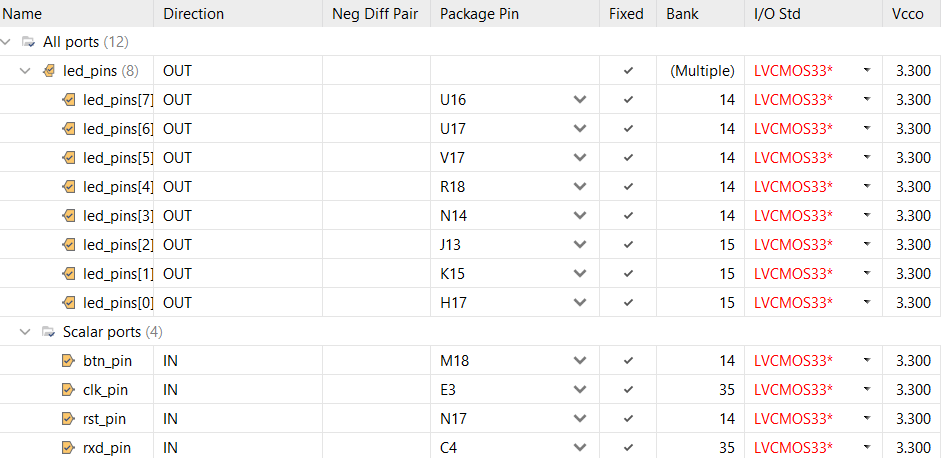 Name Direction Neg Diff Pair Package Pin Fixed Bank I/O Std Vcco
All ports (12)
led_pins (8) OUT (Multiple) LVCMOS33* 3.300
led_pins[7] OUT U16 14 LVCMOS33* 3.300
led_pins[6] OUT U17 14 LVCMOS33* 3.300
led_pins[5] OUT V17 14 LVCMOS33* 3.300
led_pins[4] OUT R18 14 LVCMOS33* 3.300
led_pins[3] OUT N14 14 LVCMOS33* 3.300
led_pins[2] OUT J13 15 LVCMOS33* 3.300
led_pins[1] OUT K15 15 LVCMOS33* 3.300
led_pins[0] OUT H17 15 LVCMOS33* 3.300
Scalar ports (4)
btn_pin IN M18 14 LVCMOS33* 3.300
clk_pin IN E3 35 LVCMOS33* 3.300
rst_pin IN N17 14 LVCMOS33* 3.300
rxd_pin IN C4 35 LVCMOS33* 3.300